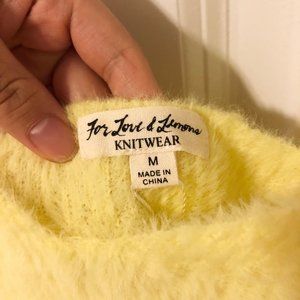 For Love & Lemons
KNITWEAR
M
MADE IN
CHINA